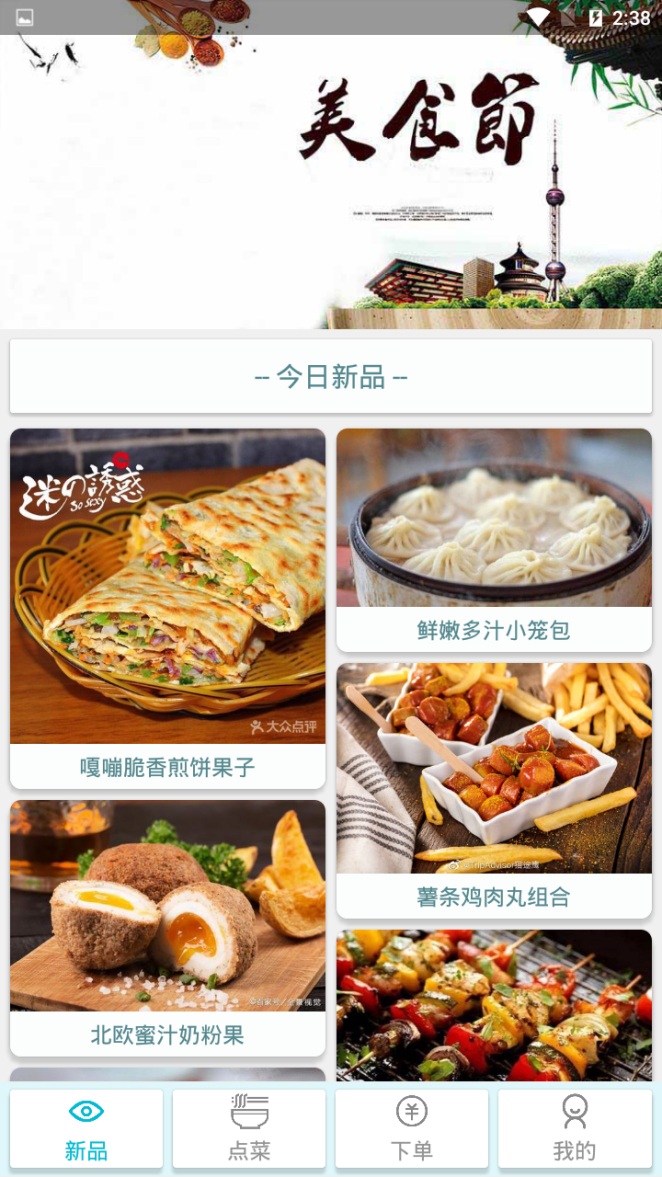 2:38
美食節
-- 今日新品 --
迷の誘惑
So sexy
大众点评
嘎嘣脆香煎饼果子
鲜嫩多汁小笼包
薯条鸡肉丸组合
北欧蜜汁奶粉果
新品
点菜
下单
我的